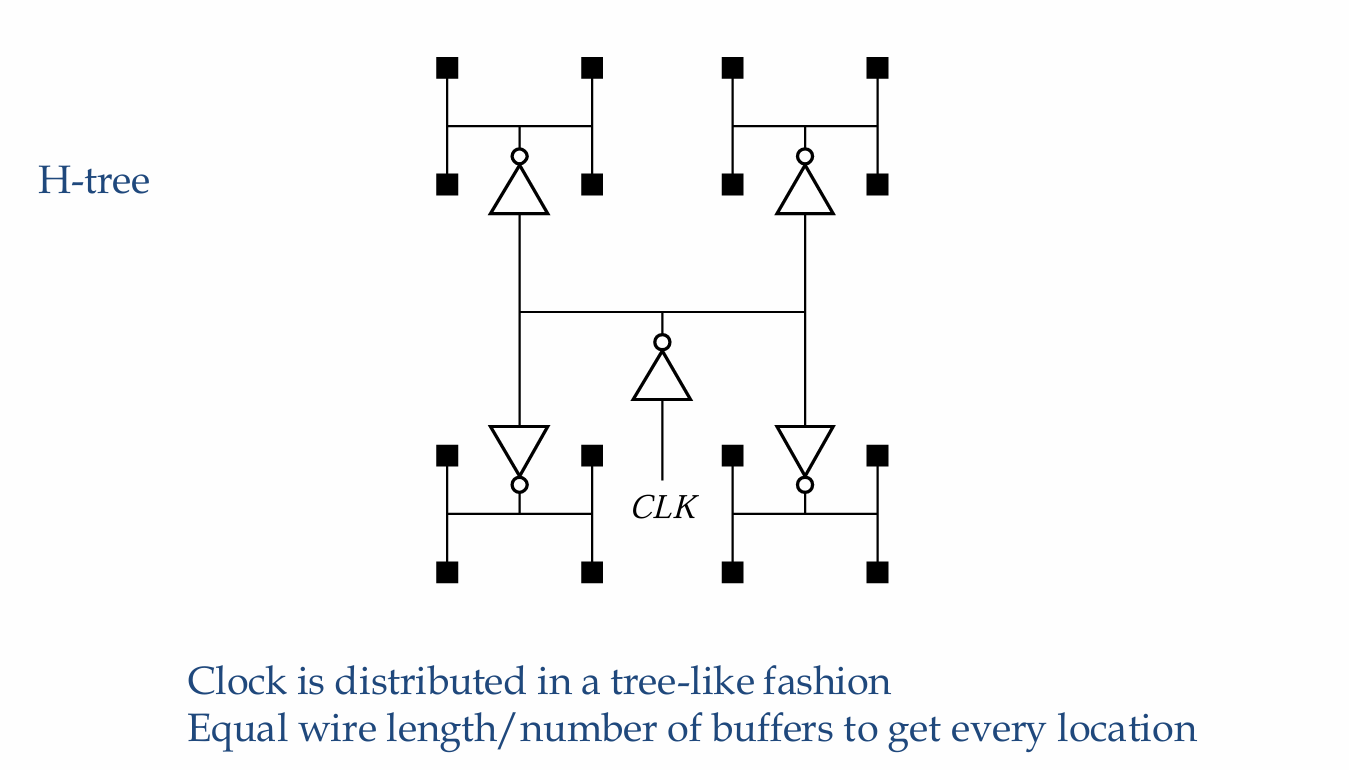 H-tree
CLK
Clock is distributed in a tree-like fashion
Equal wire length/number of buffers to get every location